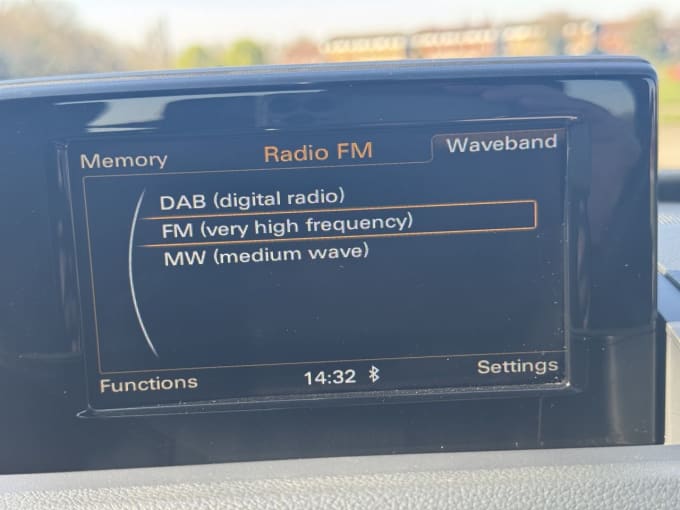 Memory
Radio FM
Waveband
DAB (digital radio)
FM (very high frequency)
MW (medium wave)
Functions
14:32
Settings